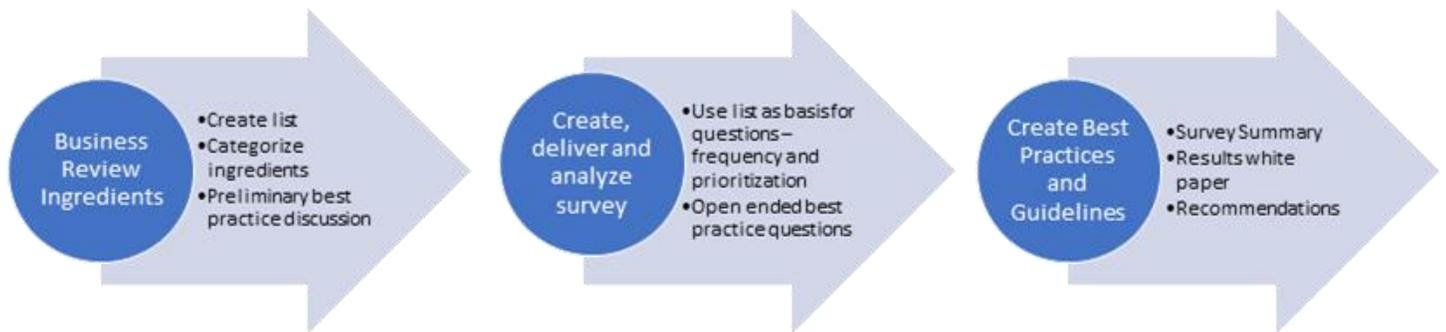 Business
Review
Ingredients
•Create list
•Categorize
ingredients
•Preliminary best
practice discussion
Create,
deliver and
analyze
survey
•Use list as basis for
questions –
frequency and
prioritization
•Open ended best
practice questions
Create Best
Practices
and
Guidelines
•Survey Summary
•Results white
paper
•Recommendations